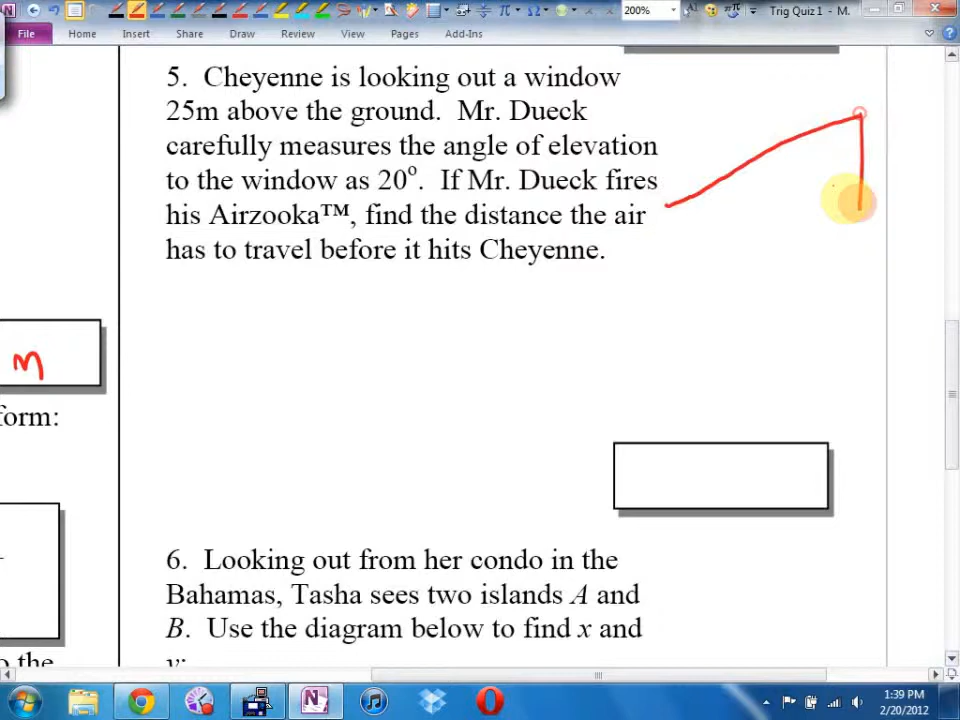 200%
Trig Quiz 1 - M.
File Home Insert Share Draw Review View Pages Add-Ins
5. Cheyenne is looking out a window
25m above the ground. Mr. Dueck
carefully measures the angle of elevation
to the window as 20°. If Mr. Dueck fires
his Airzooka™, find the distance the air
has to travel before it hits Cheyenne.
m
form:
6. Looking out from her condo in the
Bahamas, Tasha sees two islands A and
B. Use the diagram below to find x and
y:
o the
1:39 PM
2/20/2012